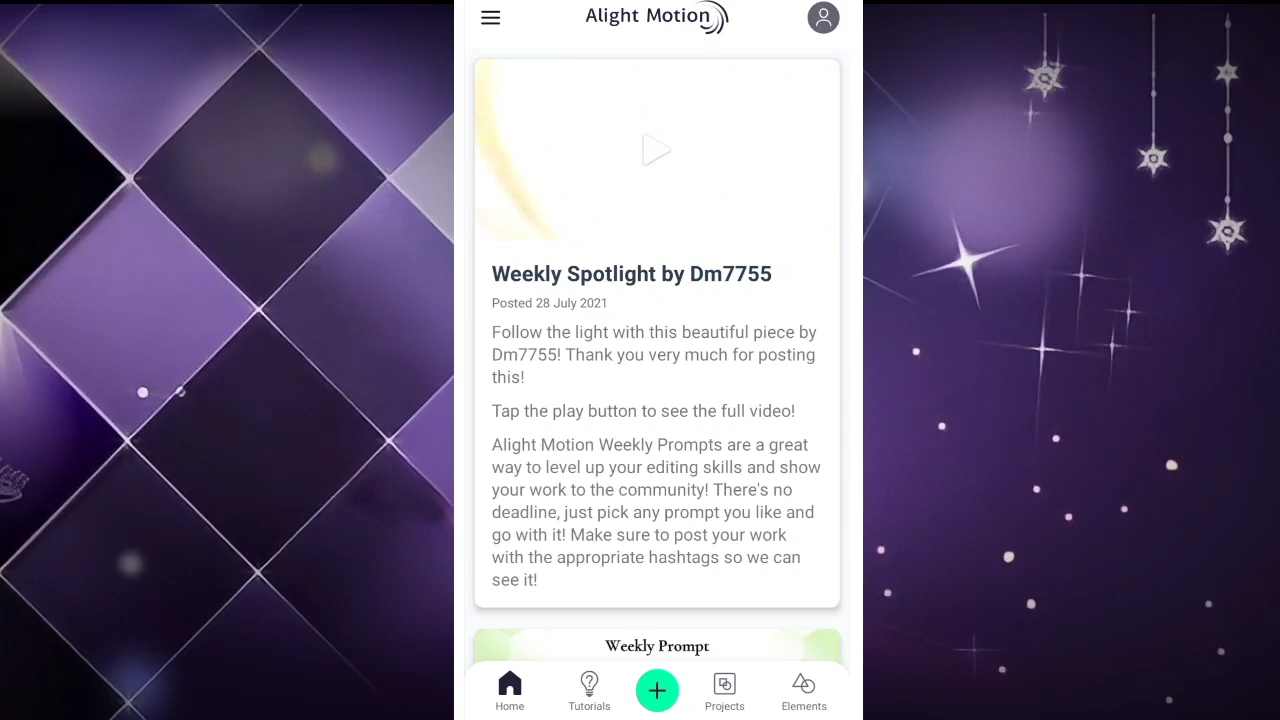 Alight Motion
Weekly Spotlight by Dm7755
Posted 28 July 2021
Follow the light with this beautiful piece by
Dm7755! Thank you very much for posting
this!
Tap the play button to see the full video!
Alight Motion Weekly Prompts are a great
way to level up your editing skills and show
your work to the community! There's no
deadline, just pick any prompt you like and
go with it! Make sure to post your work
with the appropriate hashtags so we can
see it!
Weekly Prompt
Home
Tutorials
Projects
Elements